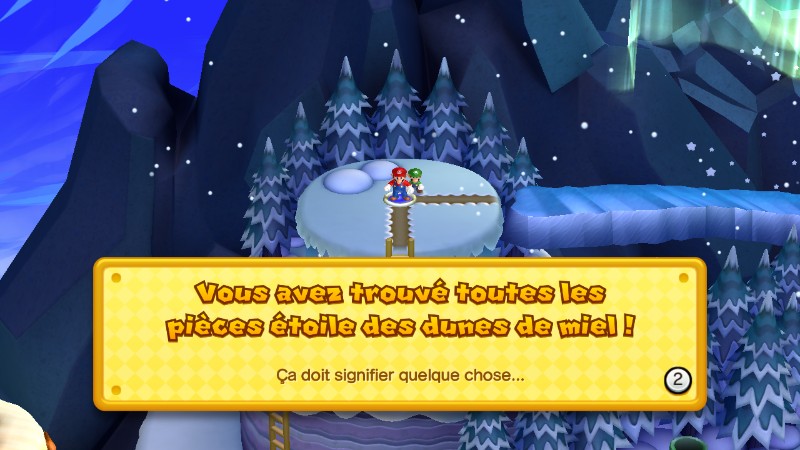 Vous avez trouvé toutes les
pièces étoile des dunes de miel !
Ça doit signifier quelque chose...
2